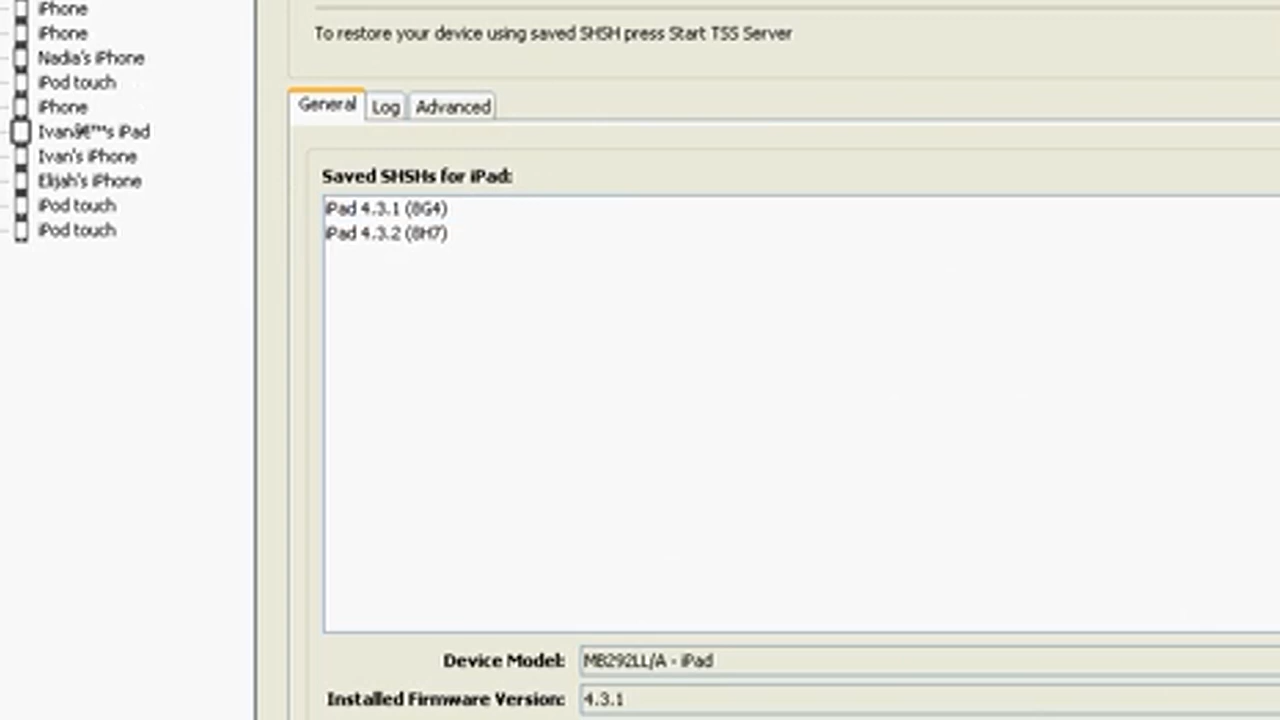 iPhone
iPhone
Nadia's iPhone
iPod touch
iPhone
Ivanâ€™s iPad
Ivan's iPhone
Elijah's iPhone
iPod touch
iPod touch
To restore your device using saved SHSH press Start TSS Server
General Log Advanced
Saved SHSHs for iPad:
iPad 4.3.1 (8G4)
iPad 4.3.2 (8H7)
Device Model: MB292LL/A - iPad
Installed Firmware Version: 4.3.1